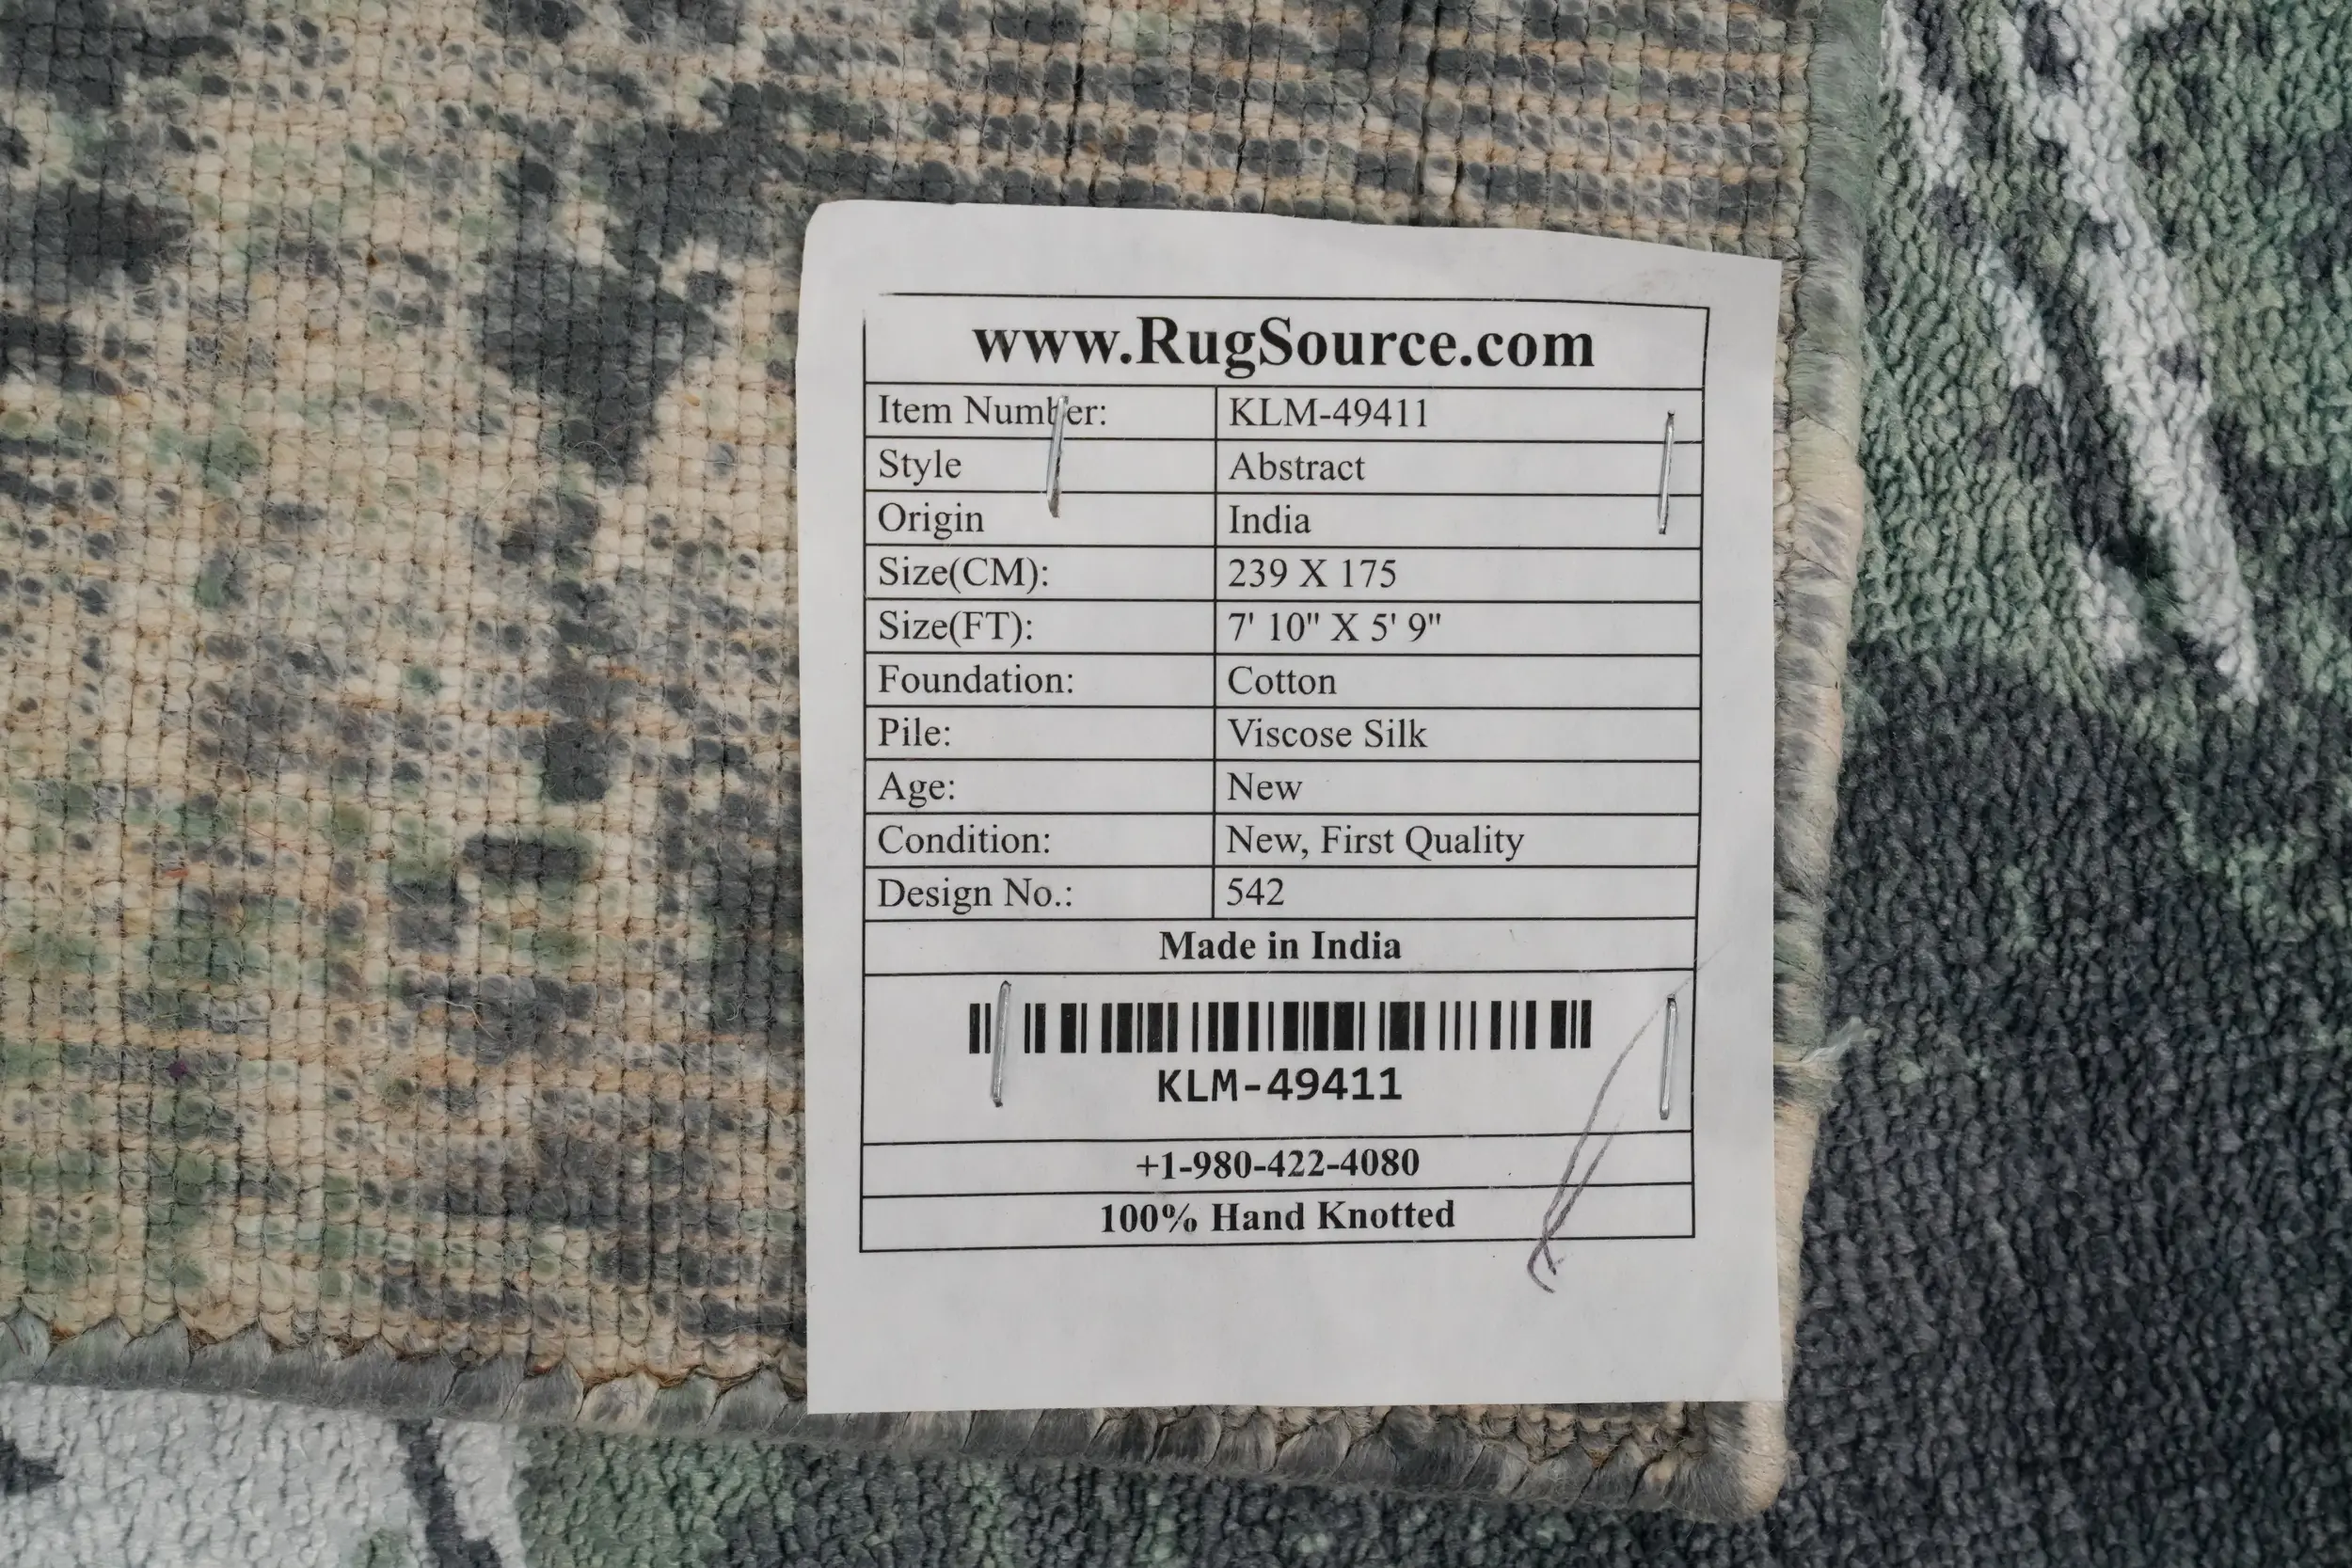 www.RugSource.com
Item Number: KLM-49411
Style Abstract
Origin India
Size(CM): 239 X 175
Size(FT): 7' 10" X 5' 9"
Foundation: Cotton
Pile: Viscose Silk
Age: New
Condition: New, First Quality
Design No.: 542
Made in India
KLM-49411
+1-980-422-4080
100% Hand Knotted